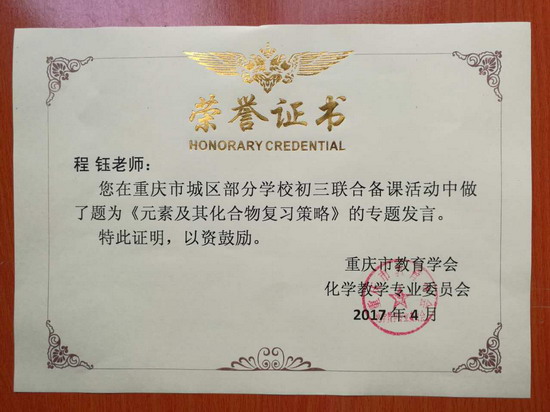 荣誉证书
HONORARY CREDENTIAL
程 钰老师：
您在重庆市城区部分学校初三联合备课活动中做
了题为《元素及其化合物复习策略》的专题发言。
特此证明，以资鼓励。
重庆市教育学会
化学教学专业委员会
2017 年 4 月